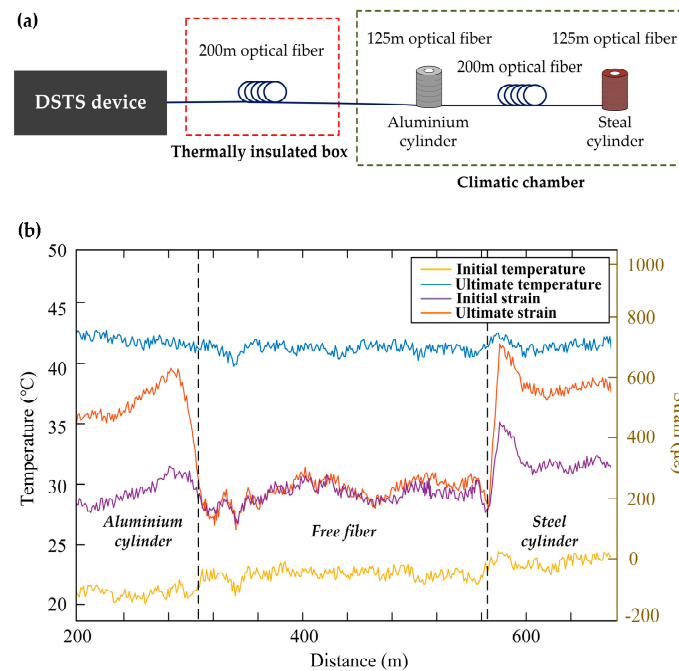 (a)
200m optical fiber
125m optical fiber
125m optical fiber
200m optical fiber
DSTS device
Aluminium
cylinder
Steal
cylinder
Thermally insulated box
Climatic chamber
(b)
50
45
41
35
30
25
20
Temperature (°C)
1000
800
600
400
200
0
-200
Initial temperature
Ultimate temperature
Initial strain
Ultimate strain
Aluminium
cylinder
Free fiber
Steel
cylinder
200
400
600
Distance (m)